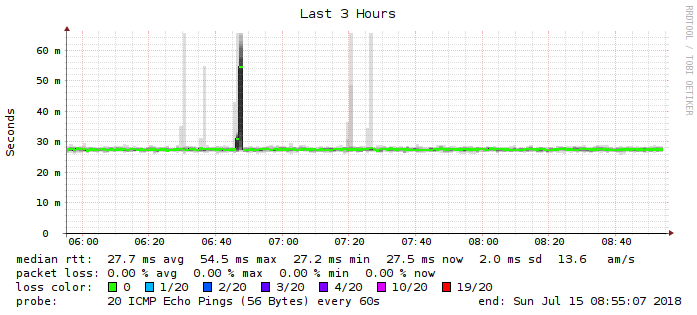 Last 3 Hours
RRDTOOL / TOBI OETIKER
Seconds
60 m
50 m
40 m
30 m
20 m
10 m
0
06:00 06:20 06:40 07:00 07:20 07:40 08:00 08:20 08:40
median rtt: 27.7 ms avg 54.5 ms max 27.2 ms min 27.5 ms now 2.0 ms sd 13.6 am/s
packet loss: 0.00 % avg 0.00 % max 0.00 % min 0.00 % now
loss color: 0 1/20 2/20 3/20 4/20 10/20 19/20
probe: 20 ICMP Echo Pings (56 Bytes) every 60s end: Sun Jul 15 08:55:07 2018